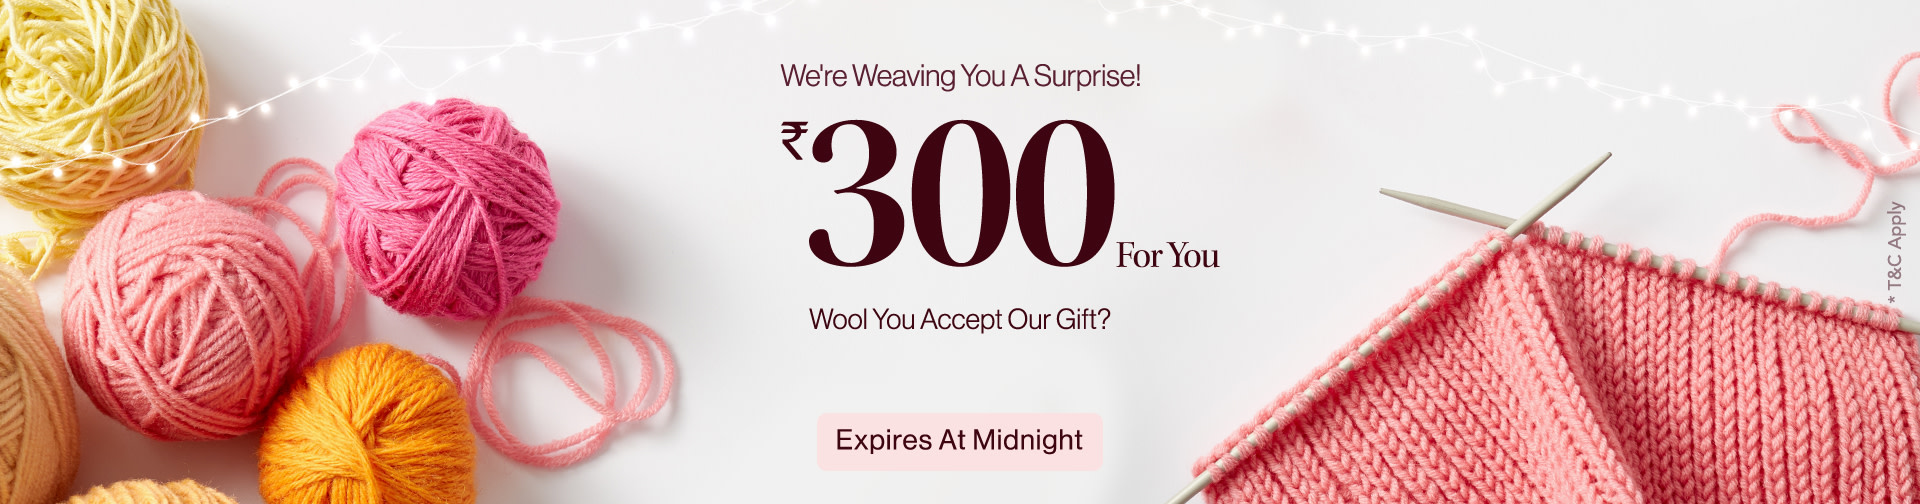 We're Weaving You A Surprise!
₹300 For You
Wool You Accept Our Gift?
Expires At Midnight
* T&C Apply